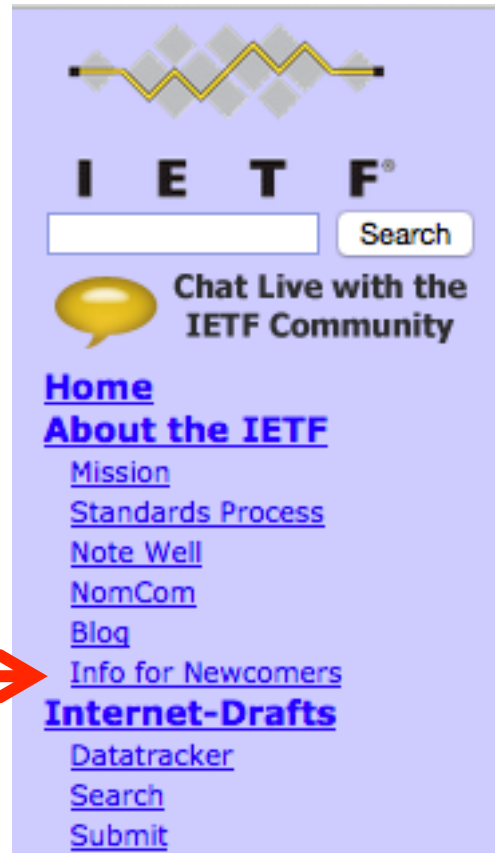 I E T F®
Search
Chat Live with the
IETF Community
Home
About the IETF
Mission
Standards Process
Note Well
NomCom
Blog
Info for Newcomers
Internet-Drafts
Datatracker
Search
Submit